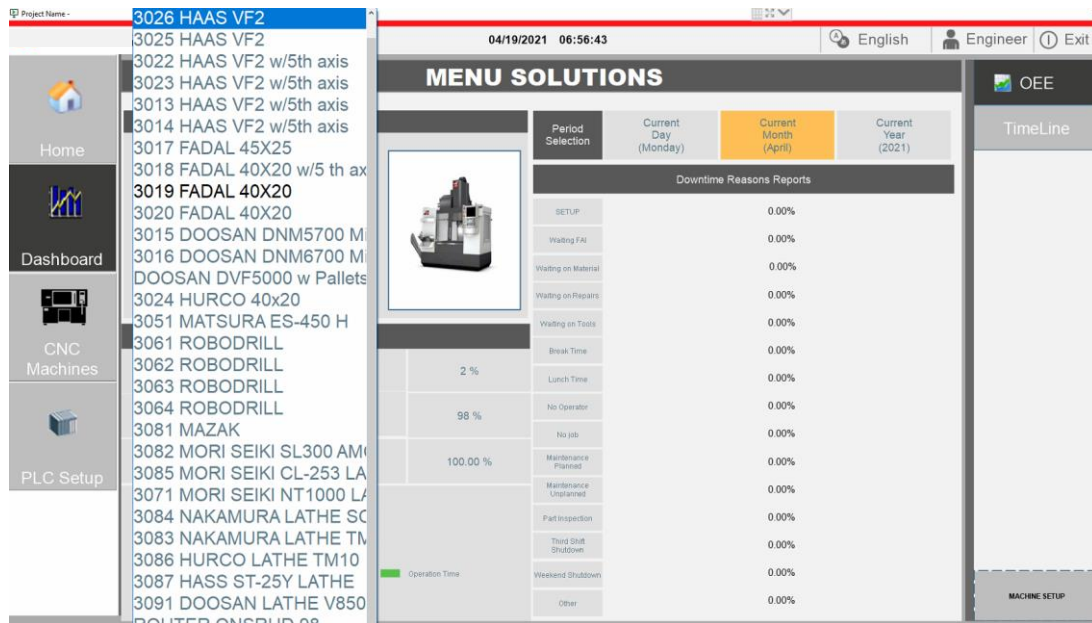 Project Name -
04/19/2021 06:56:43
English
Engineer
Exit
Home
Dashboard
CNC
Machines
PLC Setup
3026 HAAS VF2
3025 HAAS VF2
3022 HAAS VF2 w/5th axis
3023 HAAS VF2 w/5th axis
3013 HAAS VF2 w/5th axis
3014 HAAS VF2 w/5th axis
3017 FADAL 45X25
3018 FADAL 40X20 w/5 th ax
3019 FADAL 40X20
3020 FADAL 40X20
3015 DOOSAN DNM5700 Mi
3016 DOOSAN DNM6700 Mi
DOOSAN DVF5000 w Pallets
3024 HURCO 40x20
3051 MATSURA ES-450 H
3061 ROBODRILL
3062 ROBODRILL
3063 ROBODRILL
3064 ROBODRILL
3081 MAZAK
3082 MORI SEIKI SL300 AM
3085 MORI SEIKI CL-253 LA
3071 MORI SEIKI NT1000 LA
3084 NAKAMURA LATHE SC
3083 NAKAMURA LATHE TM
3086 HURCO LATHE TM10
3087 HASS ST-25Y LATHE
3091 DOOSAN LATHE V850
ROUTER ONSRUD 98
MENU SOLUTIONS
2 %
98 %
100.00 %
Operation Time
Period
Selection
Current
Day
(Monday)
Current
Month
(April)
Current
Year
(2021)
Downtime Reasons Reports
SETUP 0.00%
Waiting FAI 0.00%
Waiting on Material 0.00%
Waiting on Repairs 0.00%
Waiting on Tools 0.00%
Break Time 0.00%
Lunch Time 0.00%
No Operator 0.00%
No job 0.00%
Maintenance
Planned 0.00%
Maintenance
Unplanned 0.00%
Part Inspection 0.00%
Third Shift
Shutdown 0.00%
Weekend Shutdown 0.00%
Other 0.00%
OEE
TimeLine
MACHINE SETUP